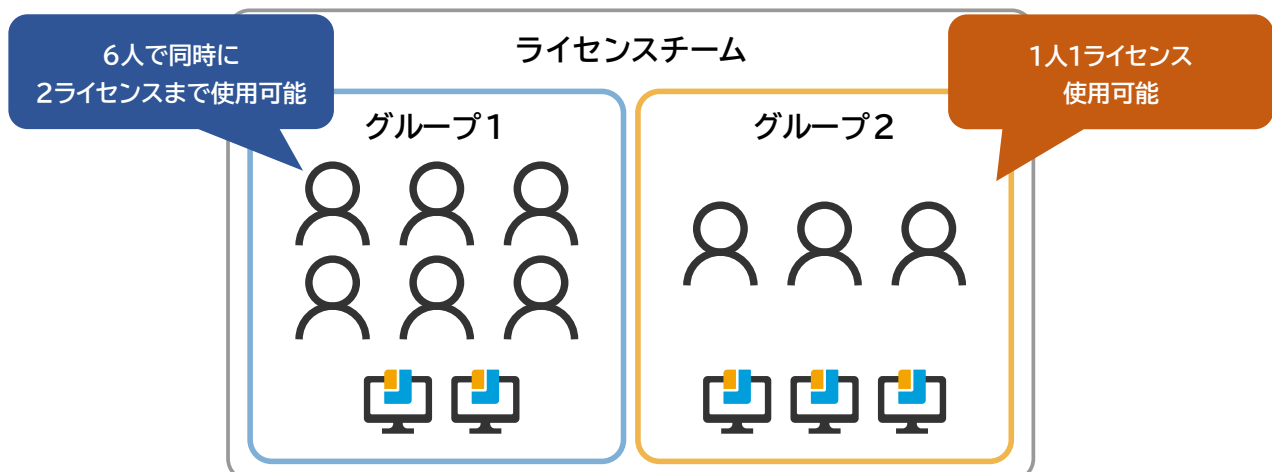 ライセンスチーム
6人で同時に
2ライセンスまで使用可能
1人1ライセンス
使用可能
グループ1
グループ2